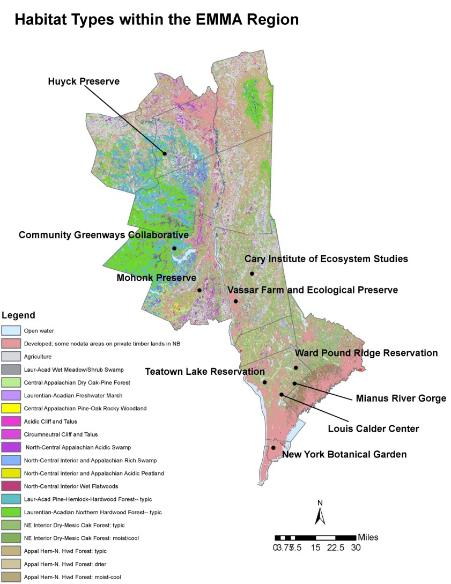 Habitat Types within the EMMA Region
Huyck Preserve
Community Greenways Collaborative
Cary Institute of Ecosystem Studies
Mohonk Preserve
Vassar Farm and Ecological Preserve
Ward Pound Ridge Reservation
Teatown Lake Reservation
Mianus River Gorge
Louis Calder Center
New York Botanical Garden
Legend
Open water
Developed; some nodata areas on private timber lands in NB
Agriculture
Laur-Acad Wet Meadow/Shrub Swamp
Central Appalachian Dry Oak-Pine Forest
Laurentian-Acadian Freshwater Marsh
Central Appalachian Pine-Oak Rocky Woodland
Acidic Cliff and Talus
Circumneutral Cliff and Talus
North-Central Appalachian Acidic Swamp
North-Central Interior and Appalachian Rich Swamp
North-Central Interior and Appalachian Acidic Peatland
North-Central Interior Wet Flatwoods
Laur-Acad Pine-Hemlock-Hardwood Forest-- typic
Laurentian-Acadian Northern Hardwood Forest-- typic
NE Interior Dry-Mesic Oak Forest: typic
NE Interior Dry-Mesic Oak Forest: moist/cool
Appal Hem-N. Hwd Forest: typic
Appal Hem-N. Hwd Forest: drier
Appal Hem-N. Hwd Forest: moist-cool
N
Miles
0 3.75 7.5 15 22.5 30